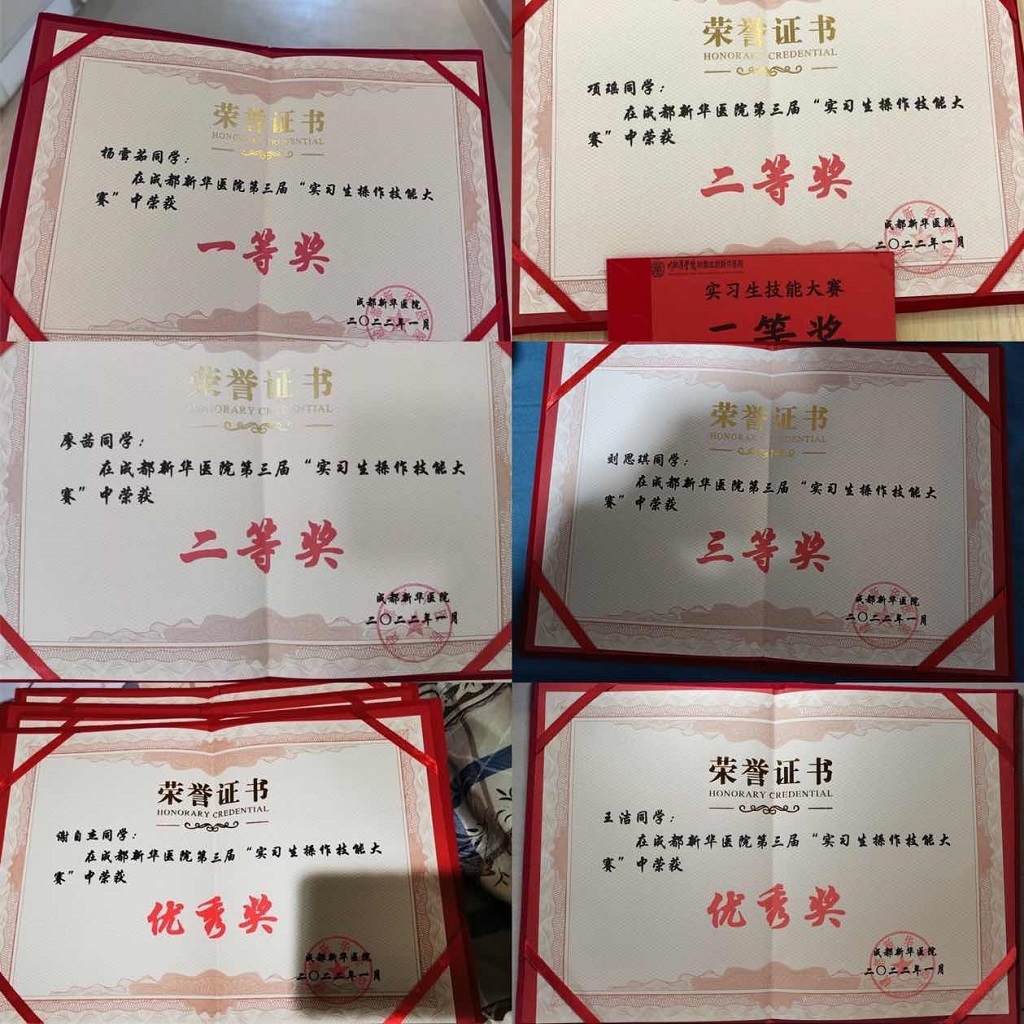 荣誉证书
HONORARY CREDENTIAL
杨雪茹同学：
在成都新华医院第三届“实习生操作技能大
赛”中荣获
一等奖
成都新华医院
二〇二二年一月
荣誉证书
HONORARY CREDENTIAL
项琪同学：
在成都新华医院第三届“实习生操作技能大
赛”中荣获
二等奖
成都新华医院
二〇二二年一月
实习生技能大赛
一等奖
荣誉证书
HONORARY CREDENTIAL
廖茜同学：
在成都新华医院第三届“实习生操作技能大
赛”中荣获
二等奖
成都新华医院
二〇二二年一月
荣誉证书
HONORARY CREDENTIAL
刘思琪同学：
在成都新华医院第三届“实习生操作技能大
赛”中荣获
三等奖
成都新华医院
二〇二二年一月
荣誉证书
HONORARY CREDENTIAL
谢自杰同学：
在成都新华医院第三届“实习生操作技能大
赛”中荣获
优秀奖
成都新华医院
二〇二二年一月
荣誉证书
HONORARY CREDENTIAL
王洁同学：
在成都新华医院第三届“实习生操作技能大
赛”中荣获
优秀奖
成都新华医院
二〇二二年一月